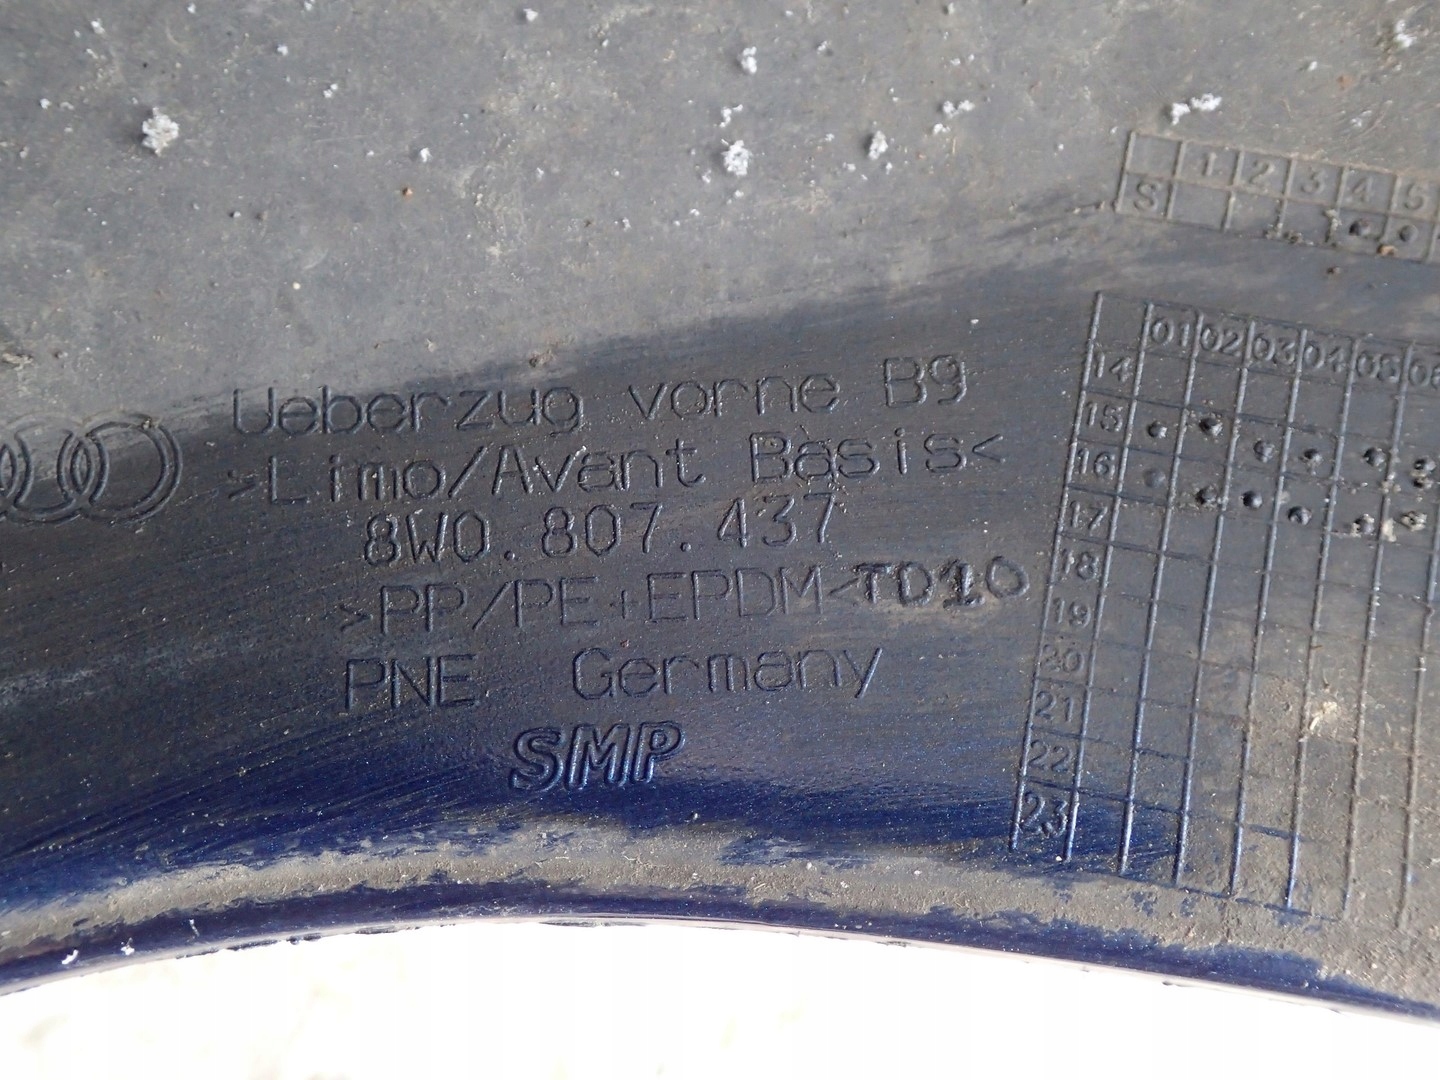 1 2 3 4 5
S
01 02 03 04 05 06
14
15
16
17
18
19
20
21
22
23
Ueberzug vorne B9
>Limo/Avant Basis<
8W0.807.437
>PP/PE+EPDM-TD10
PNE Germany
SMP